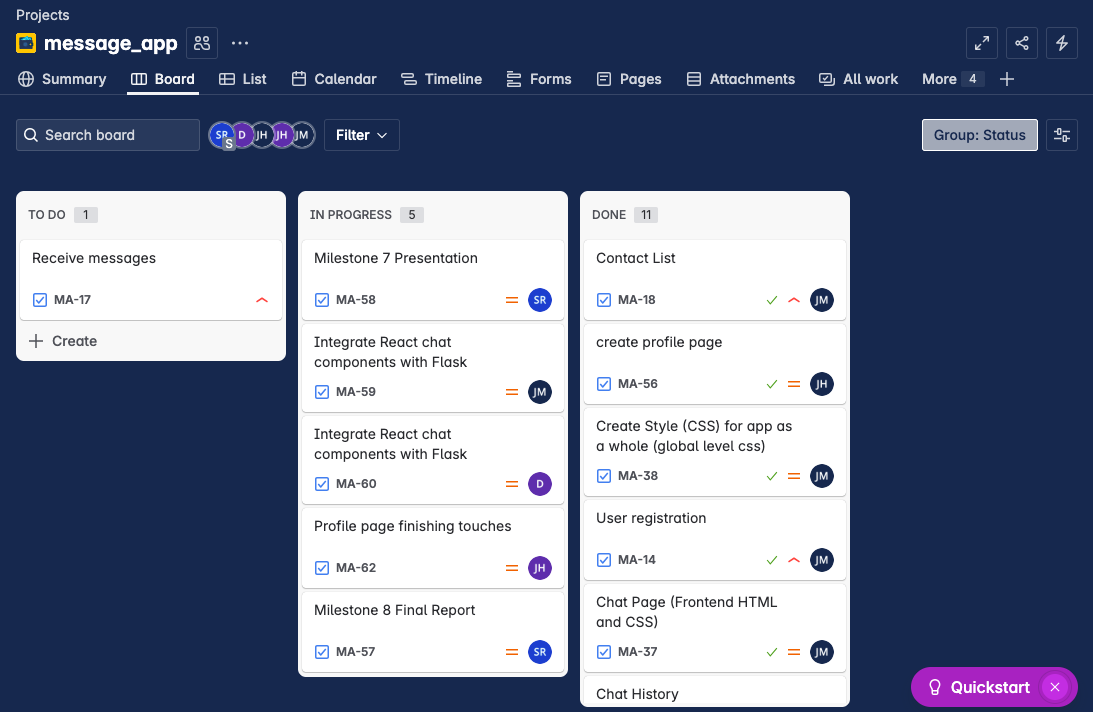 Projects
message_app
Summary Board List Calendar Timeline Forms Pages Attachments All work More 4
Search board SR S D JH JH JM Filter Group: Status
TO DO 1
Receive messages
MA-17
Create
IN PROGRESS 5
Milestone 7 Presentation
MA-58 SR
Integrate React chat
components with Flask
MA-59 JM
Integrate React chat
components with Flask
MA-60 D
Profile page finishing touches
MA-62 JH
Milestone 8 Final Report
MA-57 SR
DONE 11
Contact List
MA-18 JM
create profile page
MA-56 JH
Create Style (CSS) for app as
a whole (global level css)
MA-38 JM
User registration
MA-14 JM
Chat Page (Frontend HTML
and CSS)
MA-37 JM
Chat History
Quickstart